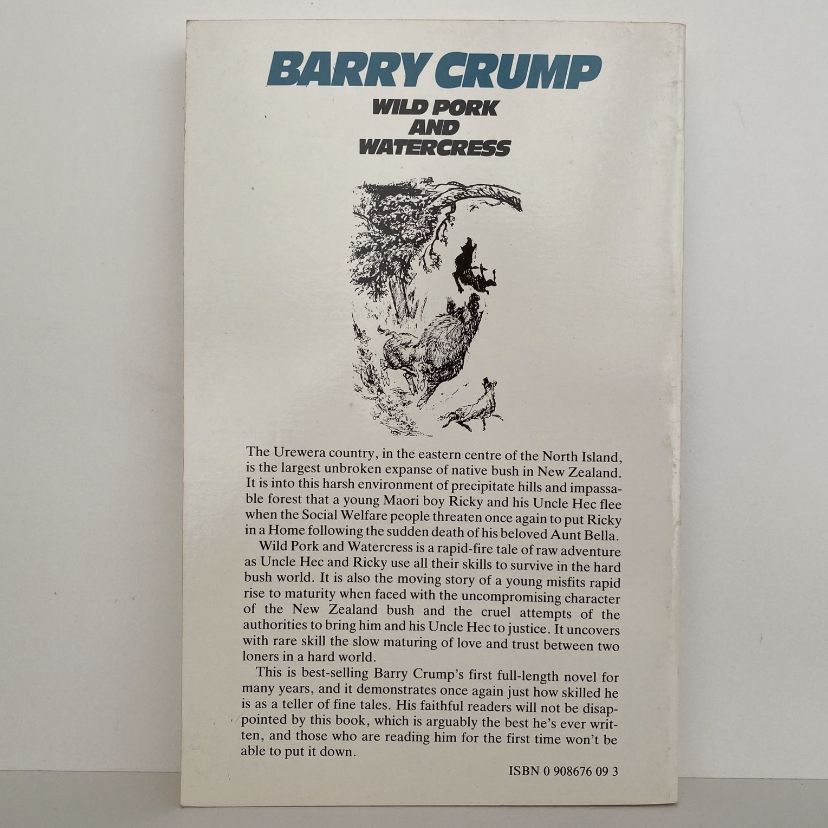 BARRY CRUMP
WILD PORK
AND
WATERCRESS
The Urewera country, in the eastern centre of the North Island,
is the largest unbroken expanse of native bush in New Zealand.
It is into this harsh environment of precipitate hills and impassa-
ble forest that a young Maori boy Ricky and his Uncle Hec flee
when the Social Welfare people threaten once again to put Ricky
in a Home following the sudden death of his beloved Aunt Bella.
Wild Pork and Watercress is a rapid-fire tale of raw adventure
as Uncle Hec and Ricky use all their skills to survive in the hard
bush world. It is also the moving story of a young misfits rapid
rise to maturity when faced with the uncompromising character
of the New Zealand bush and the cruel attempts of the
authorities to bring him and his Uncle Hec to justice. It uncovers
with rare skill the slow maturing of love and trust between two
loners in a hard world.
This is best-selling Barry Crump's first full-length novel for
many years, and it demonstrates once again just how skilled he
is as a teller of fine tales. His faithful readers will not be disap-
pointed by this book, which is arguably the best he's ever writ-
ten, and those who are reading him for the first time won't be
able to put it down.
ISBN 0 908676 09 3